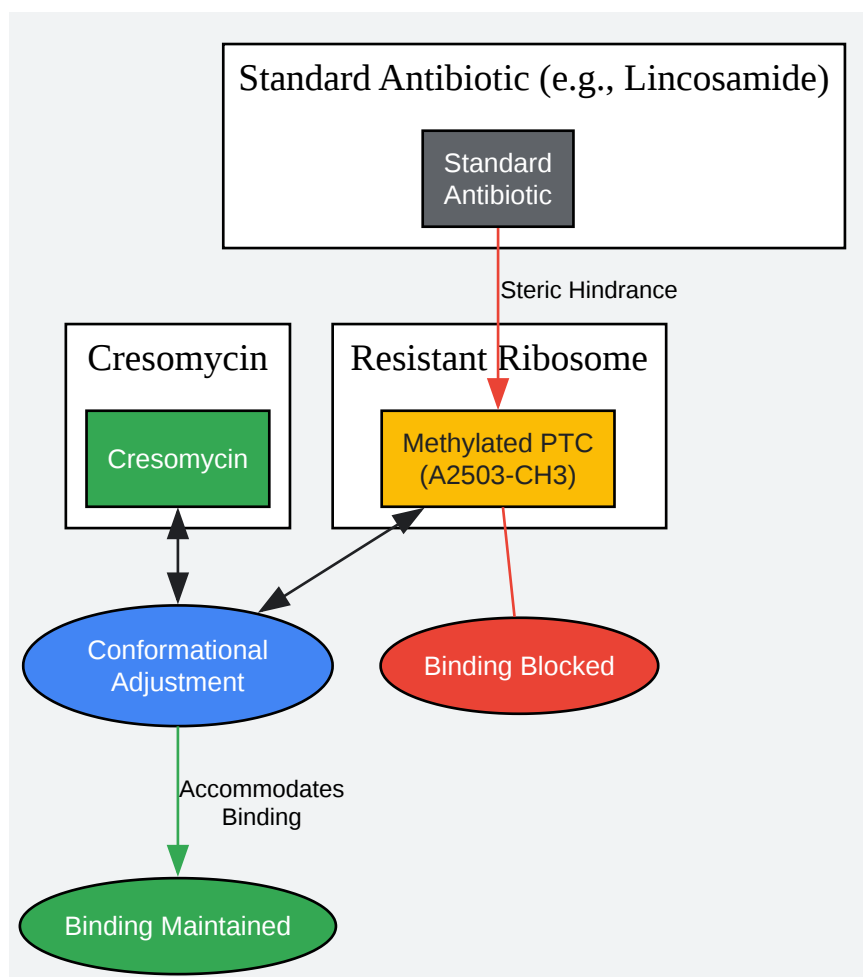 Standard Antibiotic (e.g., Lincosamide)
Standard
Antibiotic
Steric Hindrance
Cresomycin
Resistant Ribosome
Cresomycin
Methylated PTC
(A2503-CH3)
Conformational
Adjustment
Binding Blocked
Accommodates
Binding
Binding Maintained